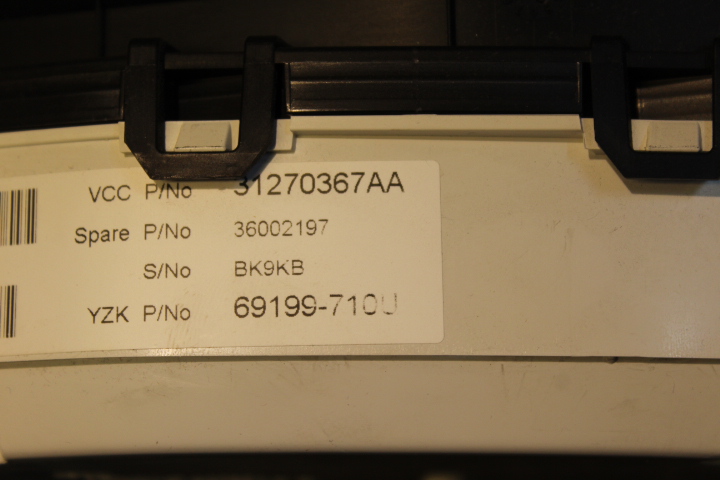 VCC P/No 31270367AA
Spare P/No 36002197
S/No BK9KB
YZK P/No 69199-710U